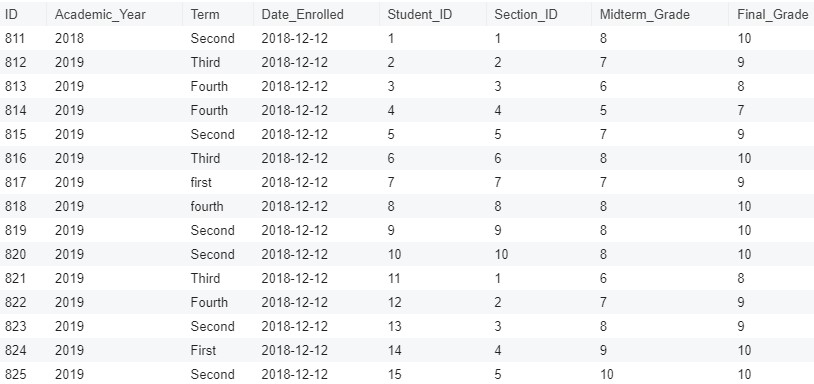 ID Academic_Year Term Date_Enrolled Student_ID Section_ID Midterm_Grade Final_Grade
811 2018 Second 2018-12-12 1 1 8 10
812 2019 Third 2018-12-12 2 2 7 9
813 2019 Fourth 2018-12-12 3 3 6 8
814 2019 Fourth 2018-12-12 4 4 5 7
815 2019 Second 2018-12-12 5 5 7 9
816 2019 Third 2018-12-12 6 6 8 10
817 2019 first 2018-12-12 7 7 7 9
818 2019 fourth 2018-12-12 8 8 8 10
819 2019 Second 2018-12-12 9 9 8 10
820 2019 Second 2018-12-12 10 10 8 10
821 2019 Third 2018-12-12 11 1 6 8
822 2019 Fourth 2018-12-12 12 2 7 9
823 2019 Second 2018-12-12 13 3 8 9
824 2019 First 2018-12-12 14 4 9 10
825 2019 Second 2018-12-12 15 5 10 10